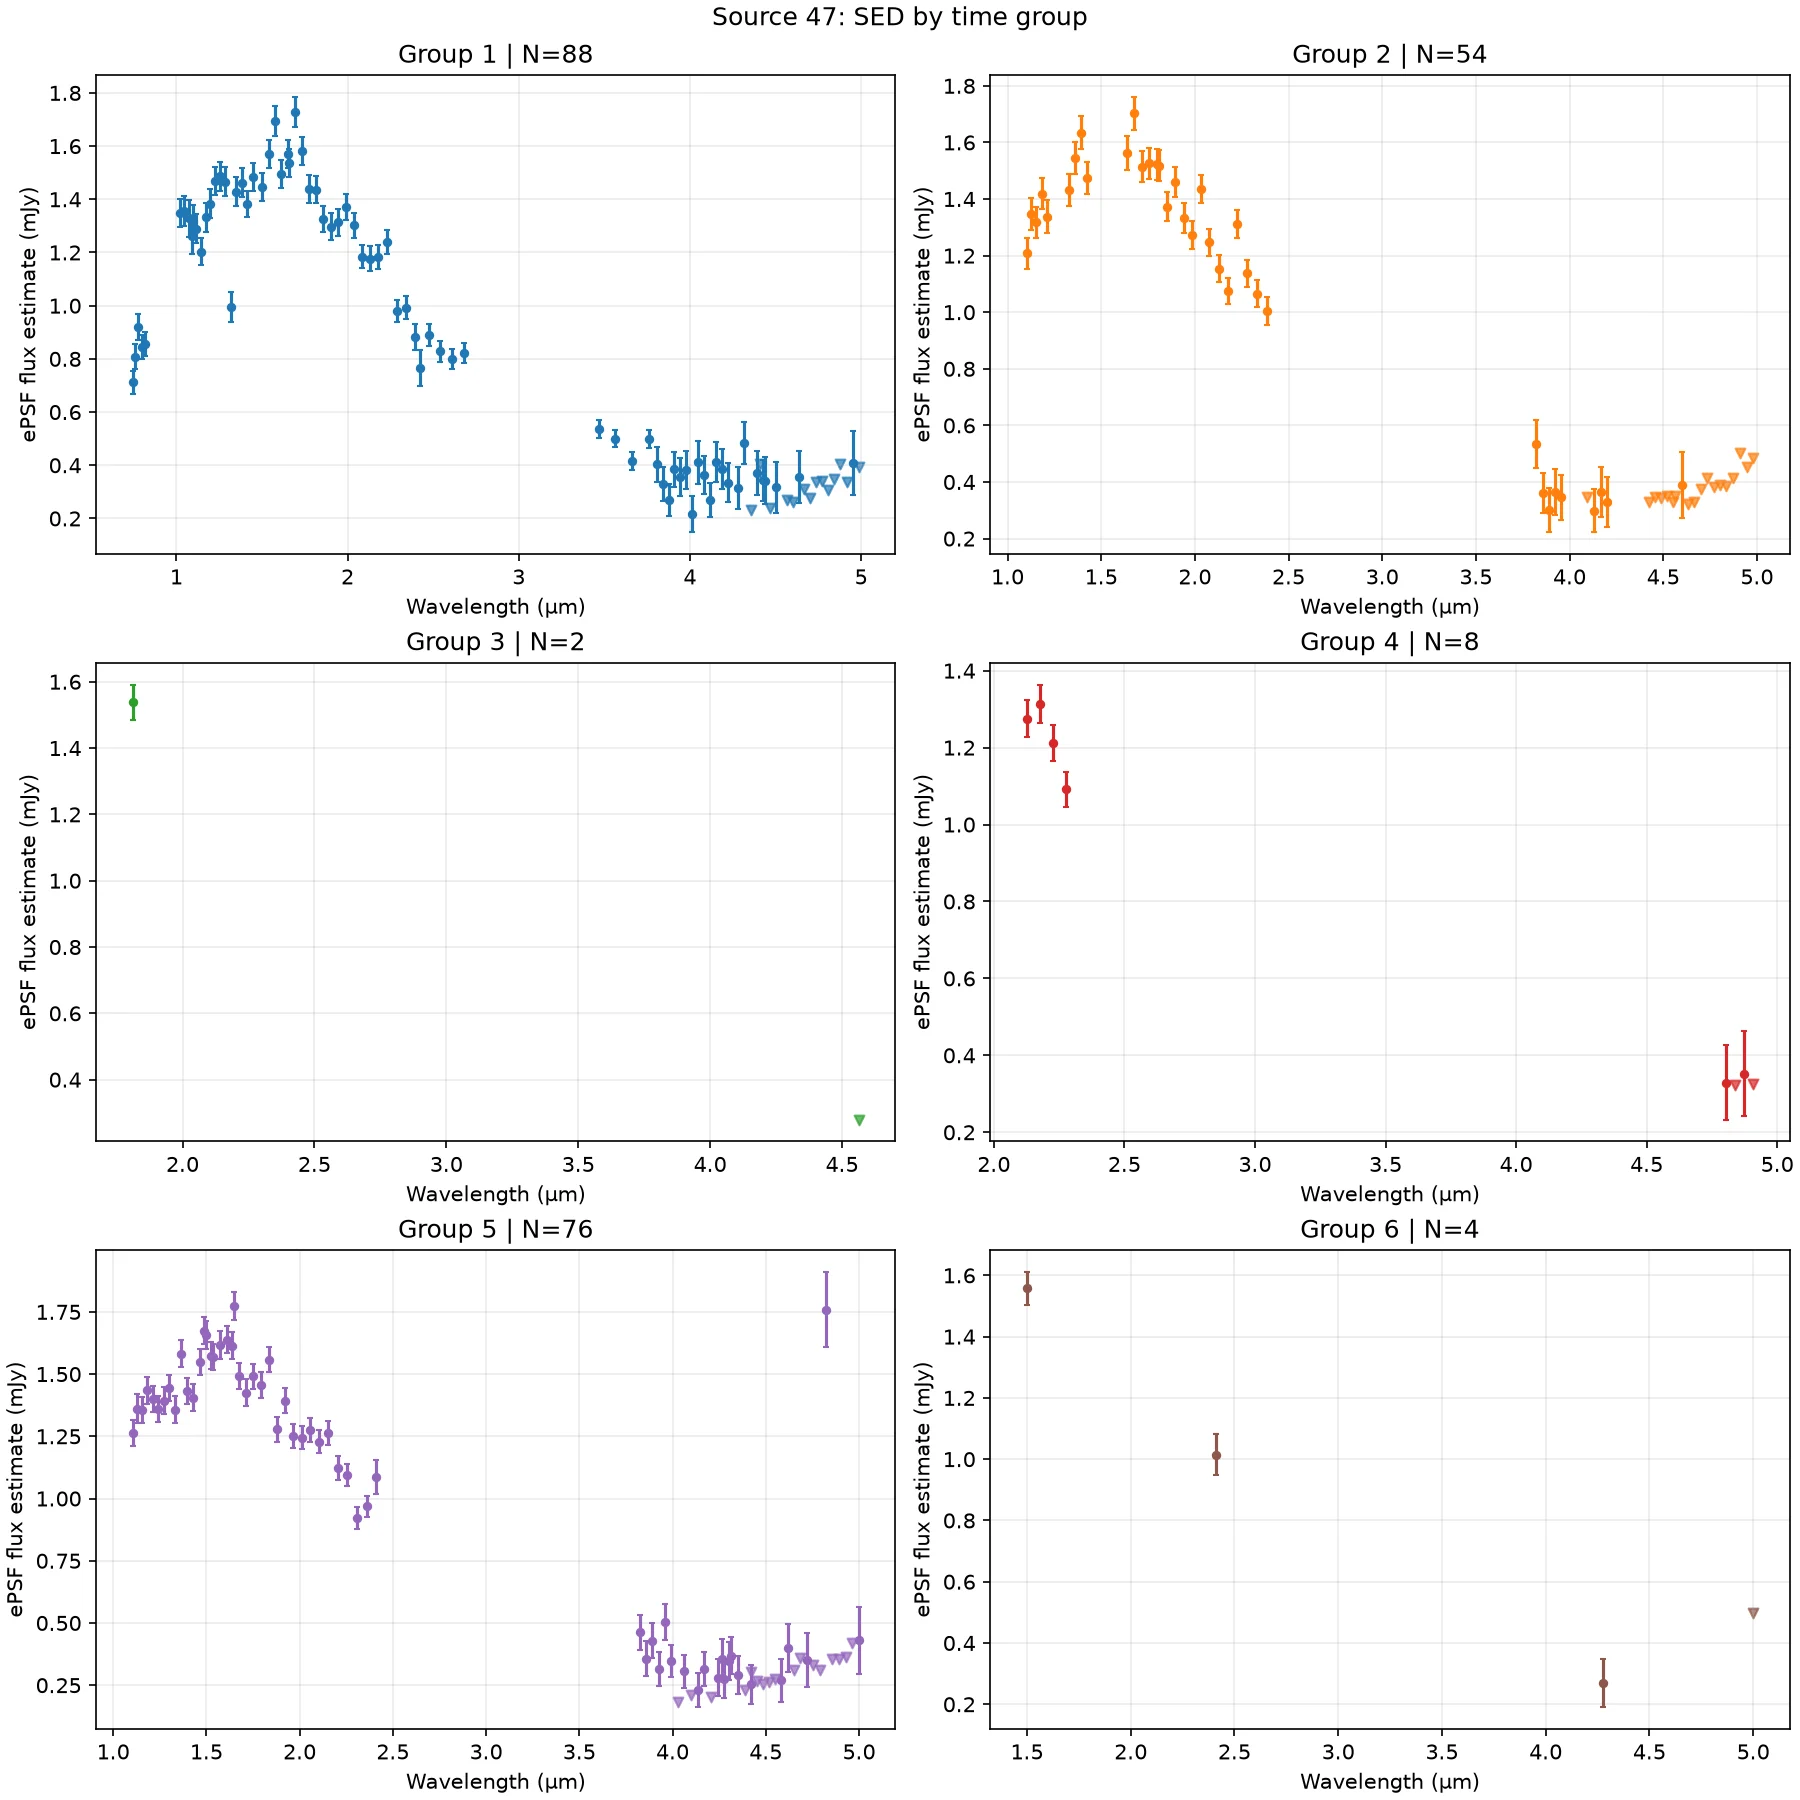 Source 47: SED by time group
Group 1 | N=88
ePSF flux estimate (mJy)
1.8
1.6
1.4
1.2
1.0
0.8
0.6
0.4
0.2
1 2 3 4 5
Wavelength (µm)
Group 2 | N=54
ePSF flux estimate (mJy)
1.8
1.6
1.4
1.2
1.0
0.8
0.6
0.4
0.2
1.0 1.5 2.0 2.5 3.0 3.5 4.0 4.5 5.0
Wavelength (µm)
Group 3 | N=2
ePSF flux estimate (mJy)
1.6
1.4
1.2
1.0
0.8
0.6
0.4
2.0 2.5 3.0 3.5 4.0 4.5
Wavelength (µm)
Group 4 | N=8
ePSF flux estimate (mJy)
1.4
1.2
1.0
0.8
0.6
0.4
0.2
2.0 2.5 3.0 3.5 4.0 4.5 5.0
Wavelength (µm)
Group 5 | N=76
ePSF flux estimate (mJy)
1.75
1.50
1.25
1.00
0.75
0.50
0.25
1.0 1.5 2.0 2.5 3.0 3.5 4.0 4.5 5.0
Wavelength (µm)
Group 6 | N=4
ePSF flux estimate (mJy)
1.6
1.4
1.2
1.0
0.8
0.6
0.4
0.2
1.5 2.0 2.5 3.0 3.5 4.0 4.5 5.0
Wavelength (µm)